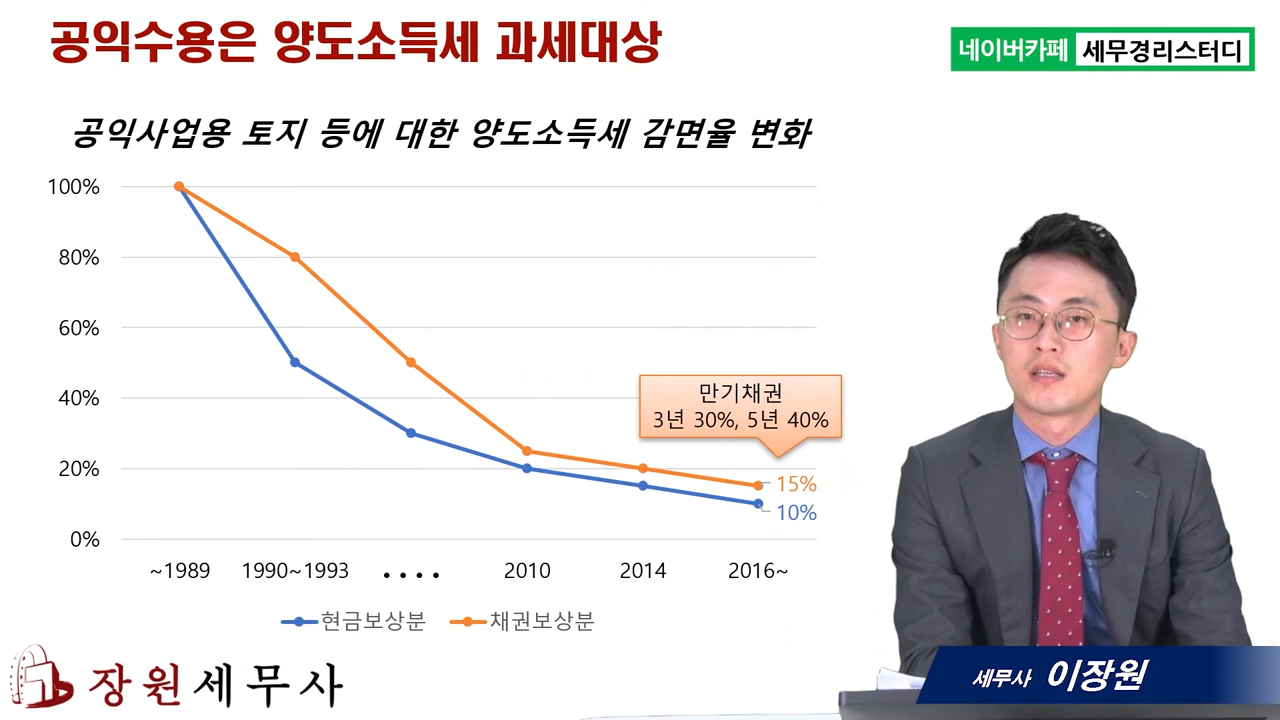 공익수용은 양도소득세 과세대상
네이버카페 세무경리스터디
공익사업용 토지 등에 대한 양도소득세 감면율 변화
100%
80%
60%
40%
20%
0%
만기채권
3년 30%, 5년 40%
15%
10%
~1989 1990~1993 .... 2010 2014 2016~
현금보상분 채권보상분
장원세무사
세무사 이장원